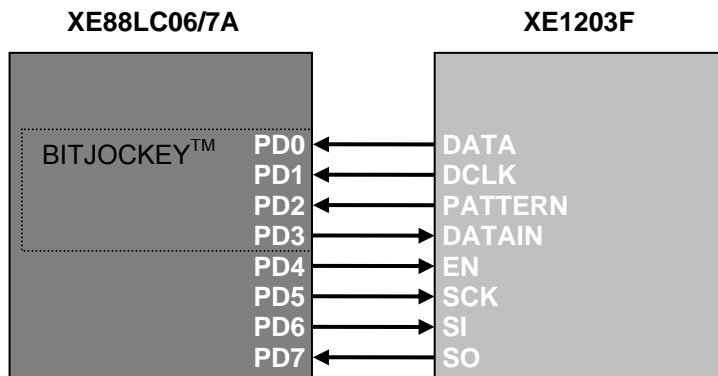 XE88LC06/7A XE1203F
BITJOCKEY™
PD0 DATA
PD1 DCLK
PD2 PATTERN
PD3 DATAIN
PD4 EN
PD5 SCK
PD6 SI
PD7 SO